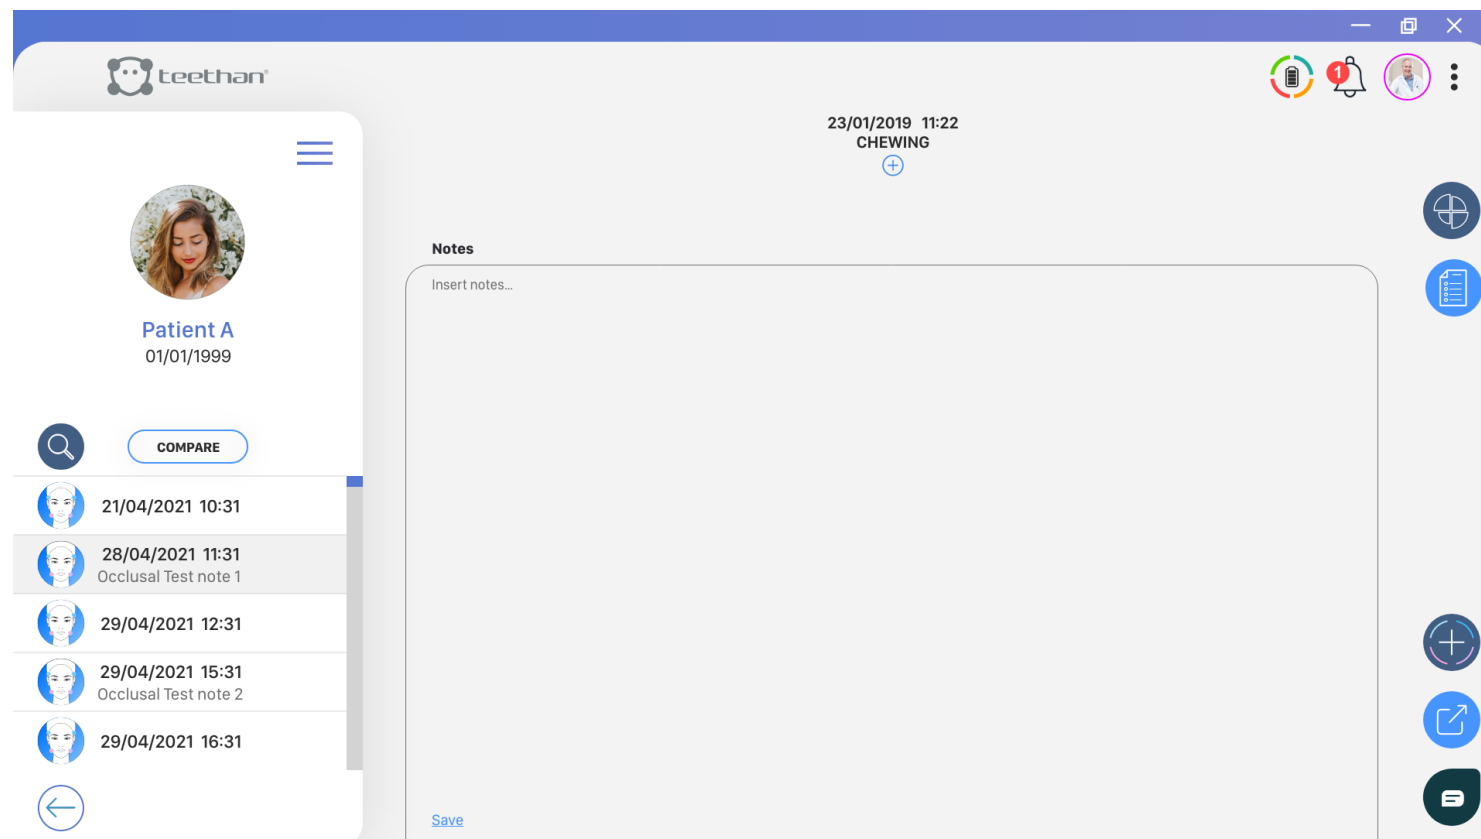 teethan®
1
23/01/2019 11:22
CHEWING
Patient A
01/01/1999
COMPARE
21/04/2021 10:31
28/04/2021 11:31
Occlusal Test note 1
29/04/2021 12:31
29/04/2021 15:31
Occlusal Test note 2
29/04/2021 16:31
Notes
Insert notes...
Save